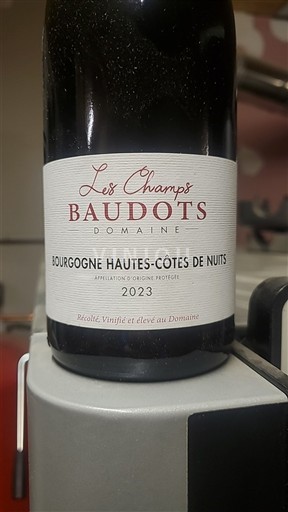 Les Champs
BAUDOTS
DOMAINE
BOURGOGNE HAUTES-CÔTES DE NUITS
APPELLATION D'ORIGINE PROTÉGÉE
2023
Récolté, Vinifié et élevé au Domaine